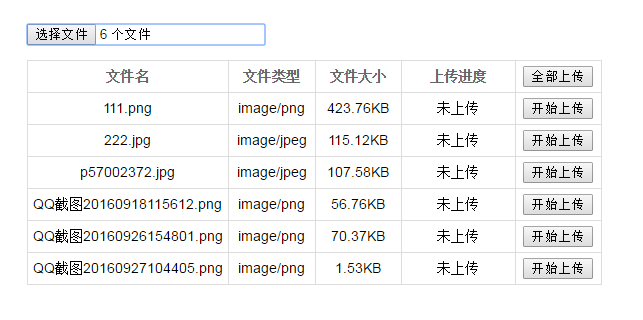 选择文件 6 个文件
文件名 文件类型 文件大小 上传进度 全部上传
111.png image/png 423.76KB 未上传 开始上传
222.jpg image/jpeg 115.12KB 未上传 开始上传
p57002372.jpg image/jpeg 107.58KB 未上传 开始上传
QQ截图20160918115612.png image/png 56.76KB 未上传 开始上传
QQ截图20160926154801.png image/png 70.37KB 未上传 开始上传
QQ截图20160927104405.png image/png 1.53KB 未上传 开始上传